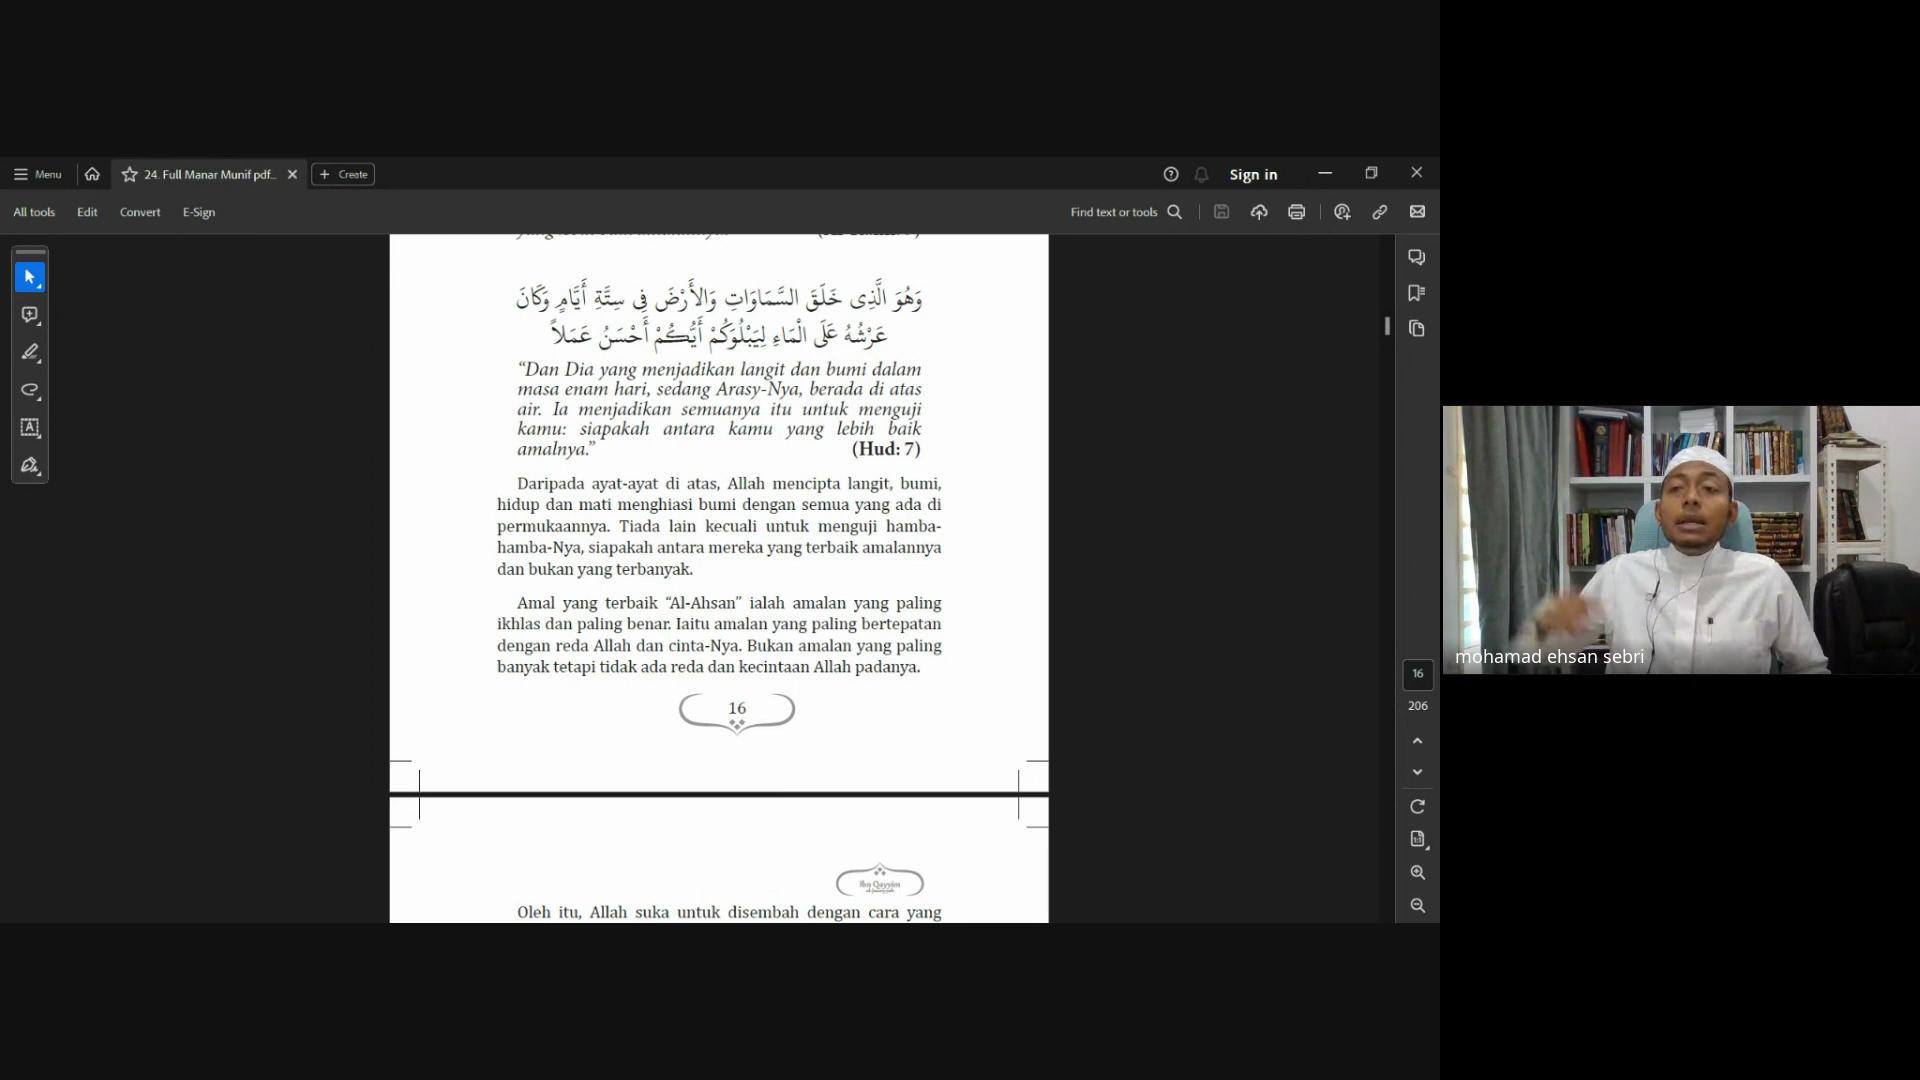 Menu
24. Full Manar Munif pdf...
Create
Sign in
All tools
Edit
Convert
E-Sign
Find text or tools
وَهُوَ الَّذِى خَلَقَ السَّمَاوَاتِ وَالأَرْضَ فِى سِتَّةِ أَيَّامٍ وَكَانَ
عَرْشُهُ عَلَى الْمَاءِ لِيَبْلُوَكُمْ أَيُّكُمْ أَحْسَنُ عَمَلاً
“Dan Dia yang menjadikan langit dan bumi dalam
masa enam hari, sedang Arasy-Nya, berada di atas
air. Ia menjadikan semuanya itu untuk menguji
kamu: siapakah antara kamu yang lebih baik
amalnya.” (Hud: 7)
Daripada ayat-ayat di atas, Allah mencipta langit, bumi,
hidup dan mati menghiasi bumi dengan semua yang ada di
permukaannya. Tiada lain kecuali untuk menguji hamba-
hamba-Nya, siapakah antara mereka yang terbaik amalannya
dan bukan yang terbanyak.
Amal yang terbaik “Al-Ahsan” ialah amalan yang paling
ikhlas dan paling benar. Iaitu amalan yang paling bertepatan
dengan reda Allah dan cinta-Nya. Bukan amalan yang paling
banyak tetapi tidak ada reda dan kecintaan Allah padanya.
16
Ibn Qayyim
Oleh itu, Allah suka untuk disembah dengan cara yang
16
206
mohamad ehsan sebri